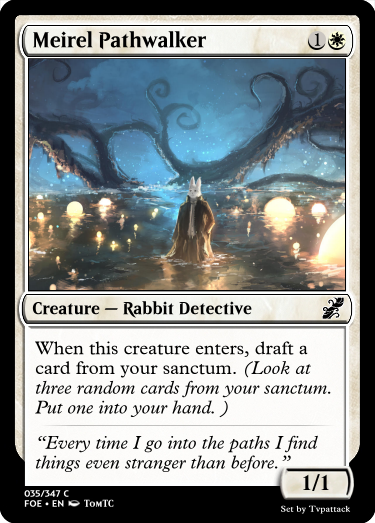 Meirel Pathwalker 1
Creature — Rabbit Detective
When this creature enters, draft a
card from your sanctum. (Look at
three random cards from your sanctum.
Put one into your hand. )
“Every time I go into the paths I find
things even stranger than before.”
1/1
035/347 C
FOE • EN TomTC
Set by Tvpattack